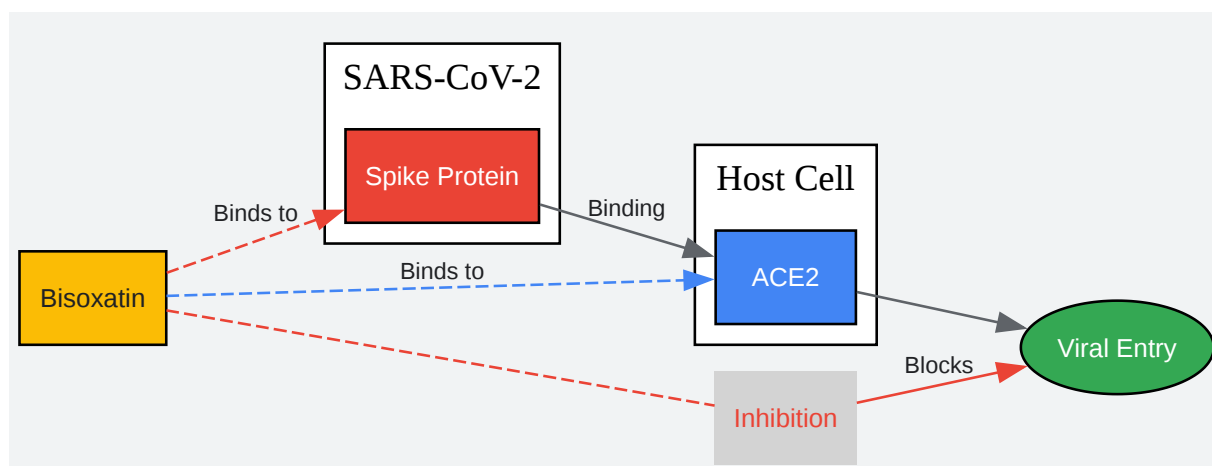 SARS-CoV-2
Spike Protein
Host Cell
Binds to
Binding
Binds to
ACE2
Bisoxatin
Viral Entry
Blocks
Inhibition